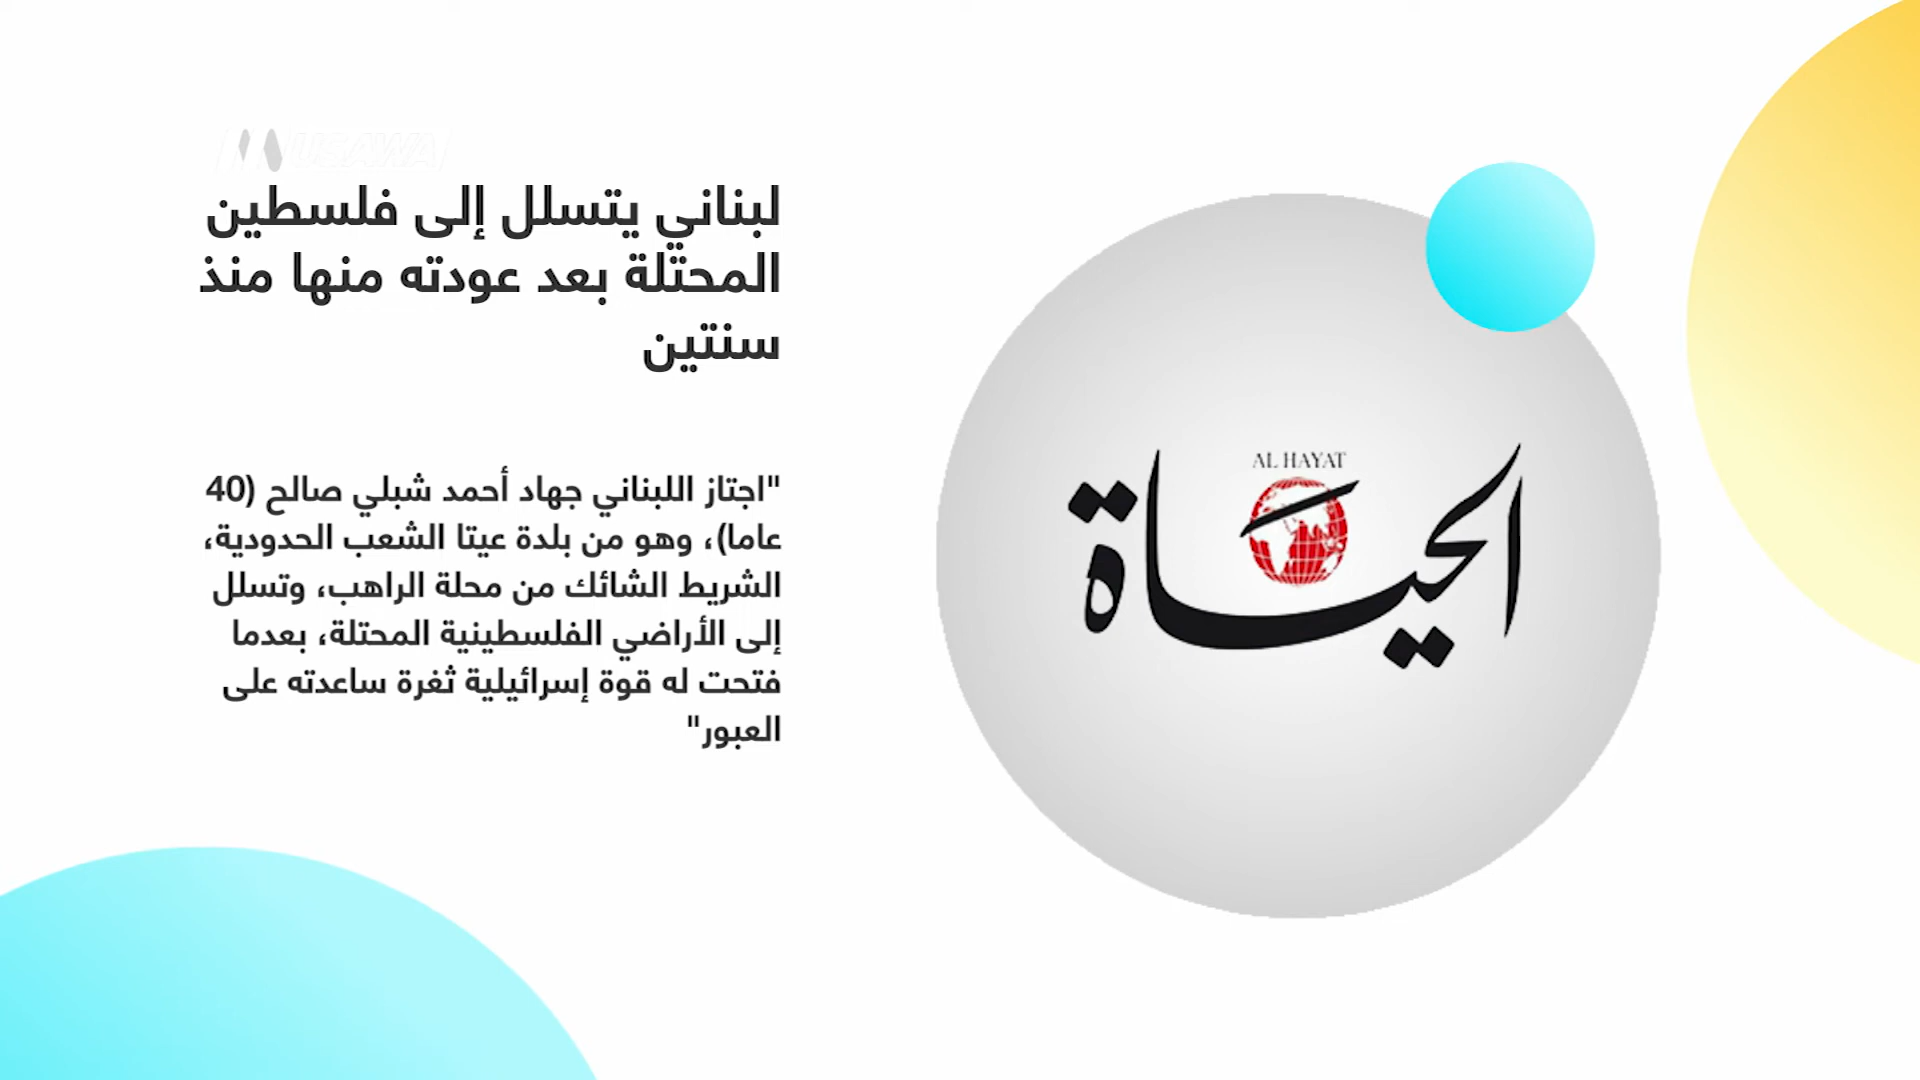 MUSAWA
لبناني يتسلل إلى فلسطين
المحتلة بعد عودته منها منذ
سنتين
"اجتاز اللبناني جهاد أحمد شبلي صالح (40
عاما)، وهو من بلدة عيتا الشعب الحدودية،
الشريط الشائك من محلة الراهب، وتسلل
إلى الأراضي الفلسطينية المحتلة، بعدما
فتحت له قوة إسرائيلية ثغرة ساعدته على
العبور"
AL HAYAT
الحياة